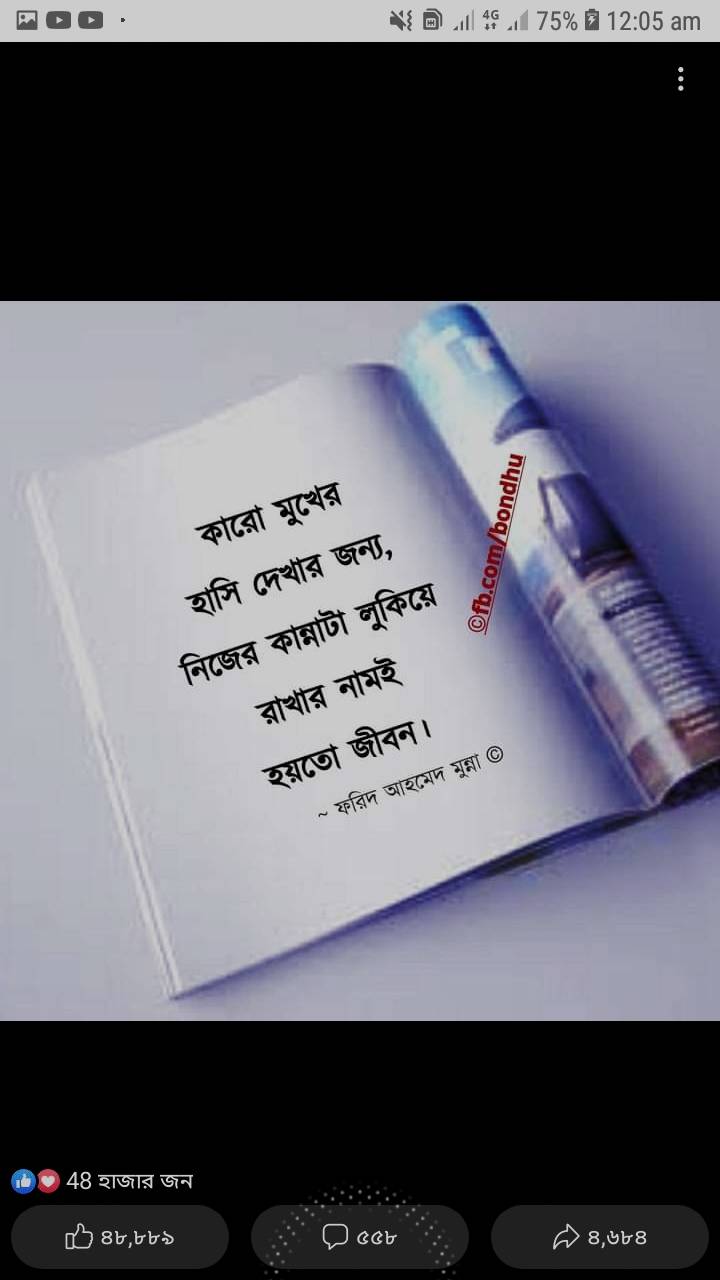 75% 12:05 am
4G
কারো মুখের
হাসি দেখার জন্য,
নিজের কান্নাটা লুকিয়ে
রাখার নামই
হয়তো জীবন।
~ ফরিদ আহমেদ মুন্না ©
©fb.com/bondhu
48 হাজার জন
৪৮,৮৮৯
৫৫৮
৪,৬৮৪